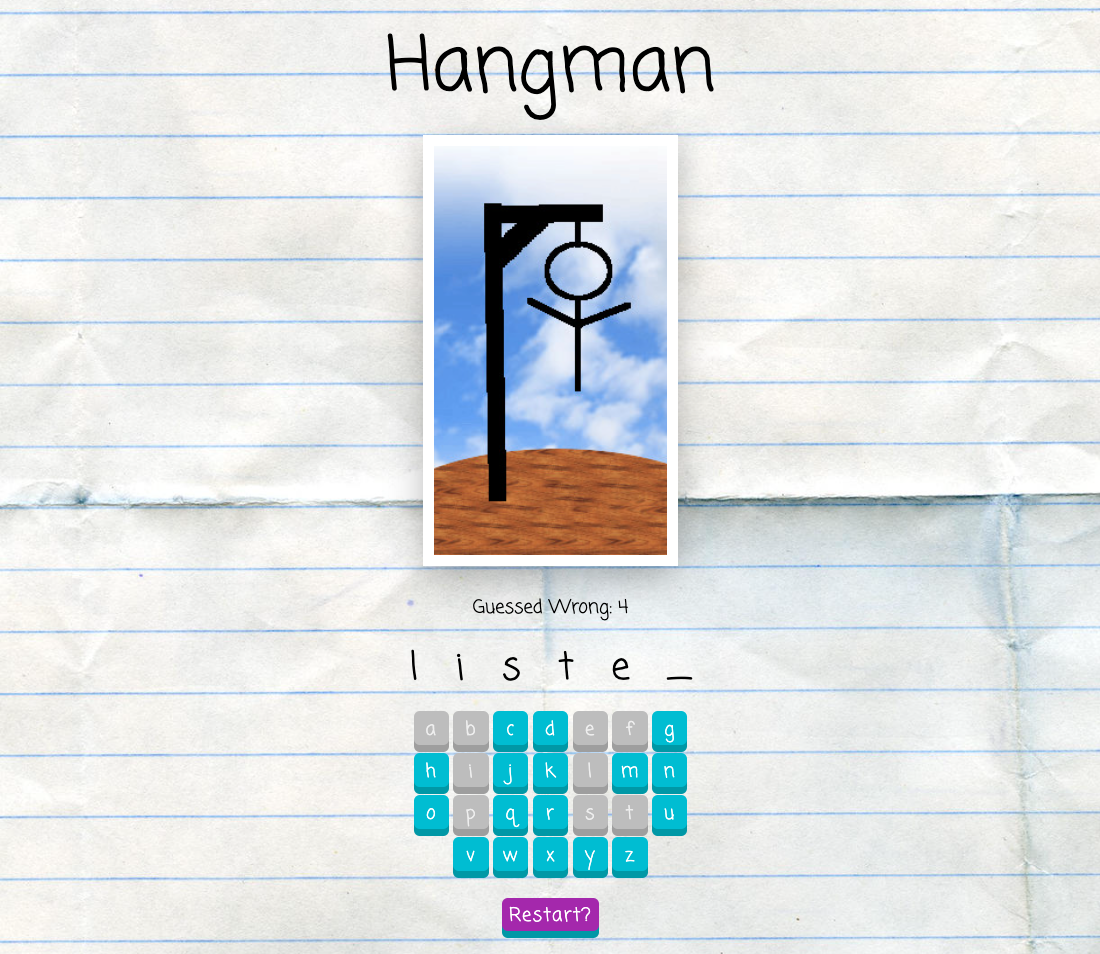 Hangman
Guessed Wrong: 4
l i s t e _
a b c d e f g
h i j k l m n
o p q r s t u
v w x y z
Restart?